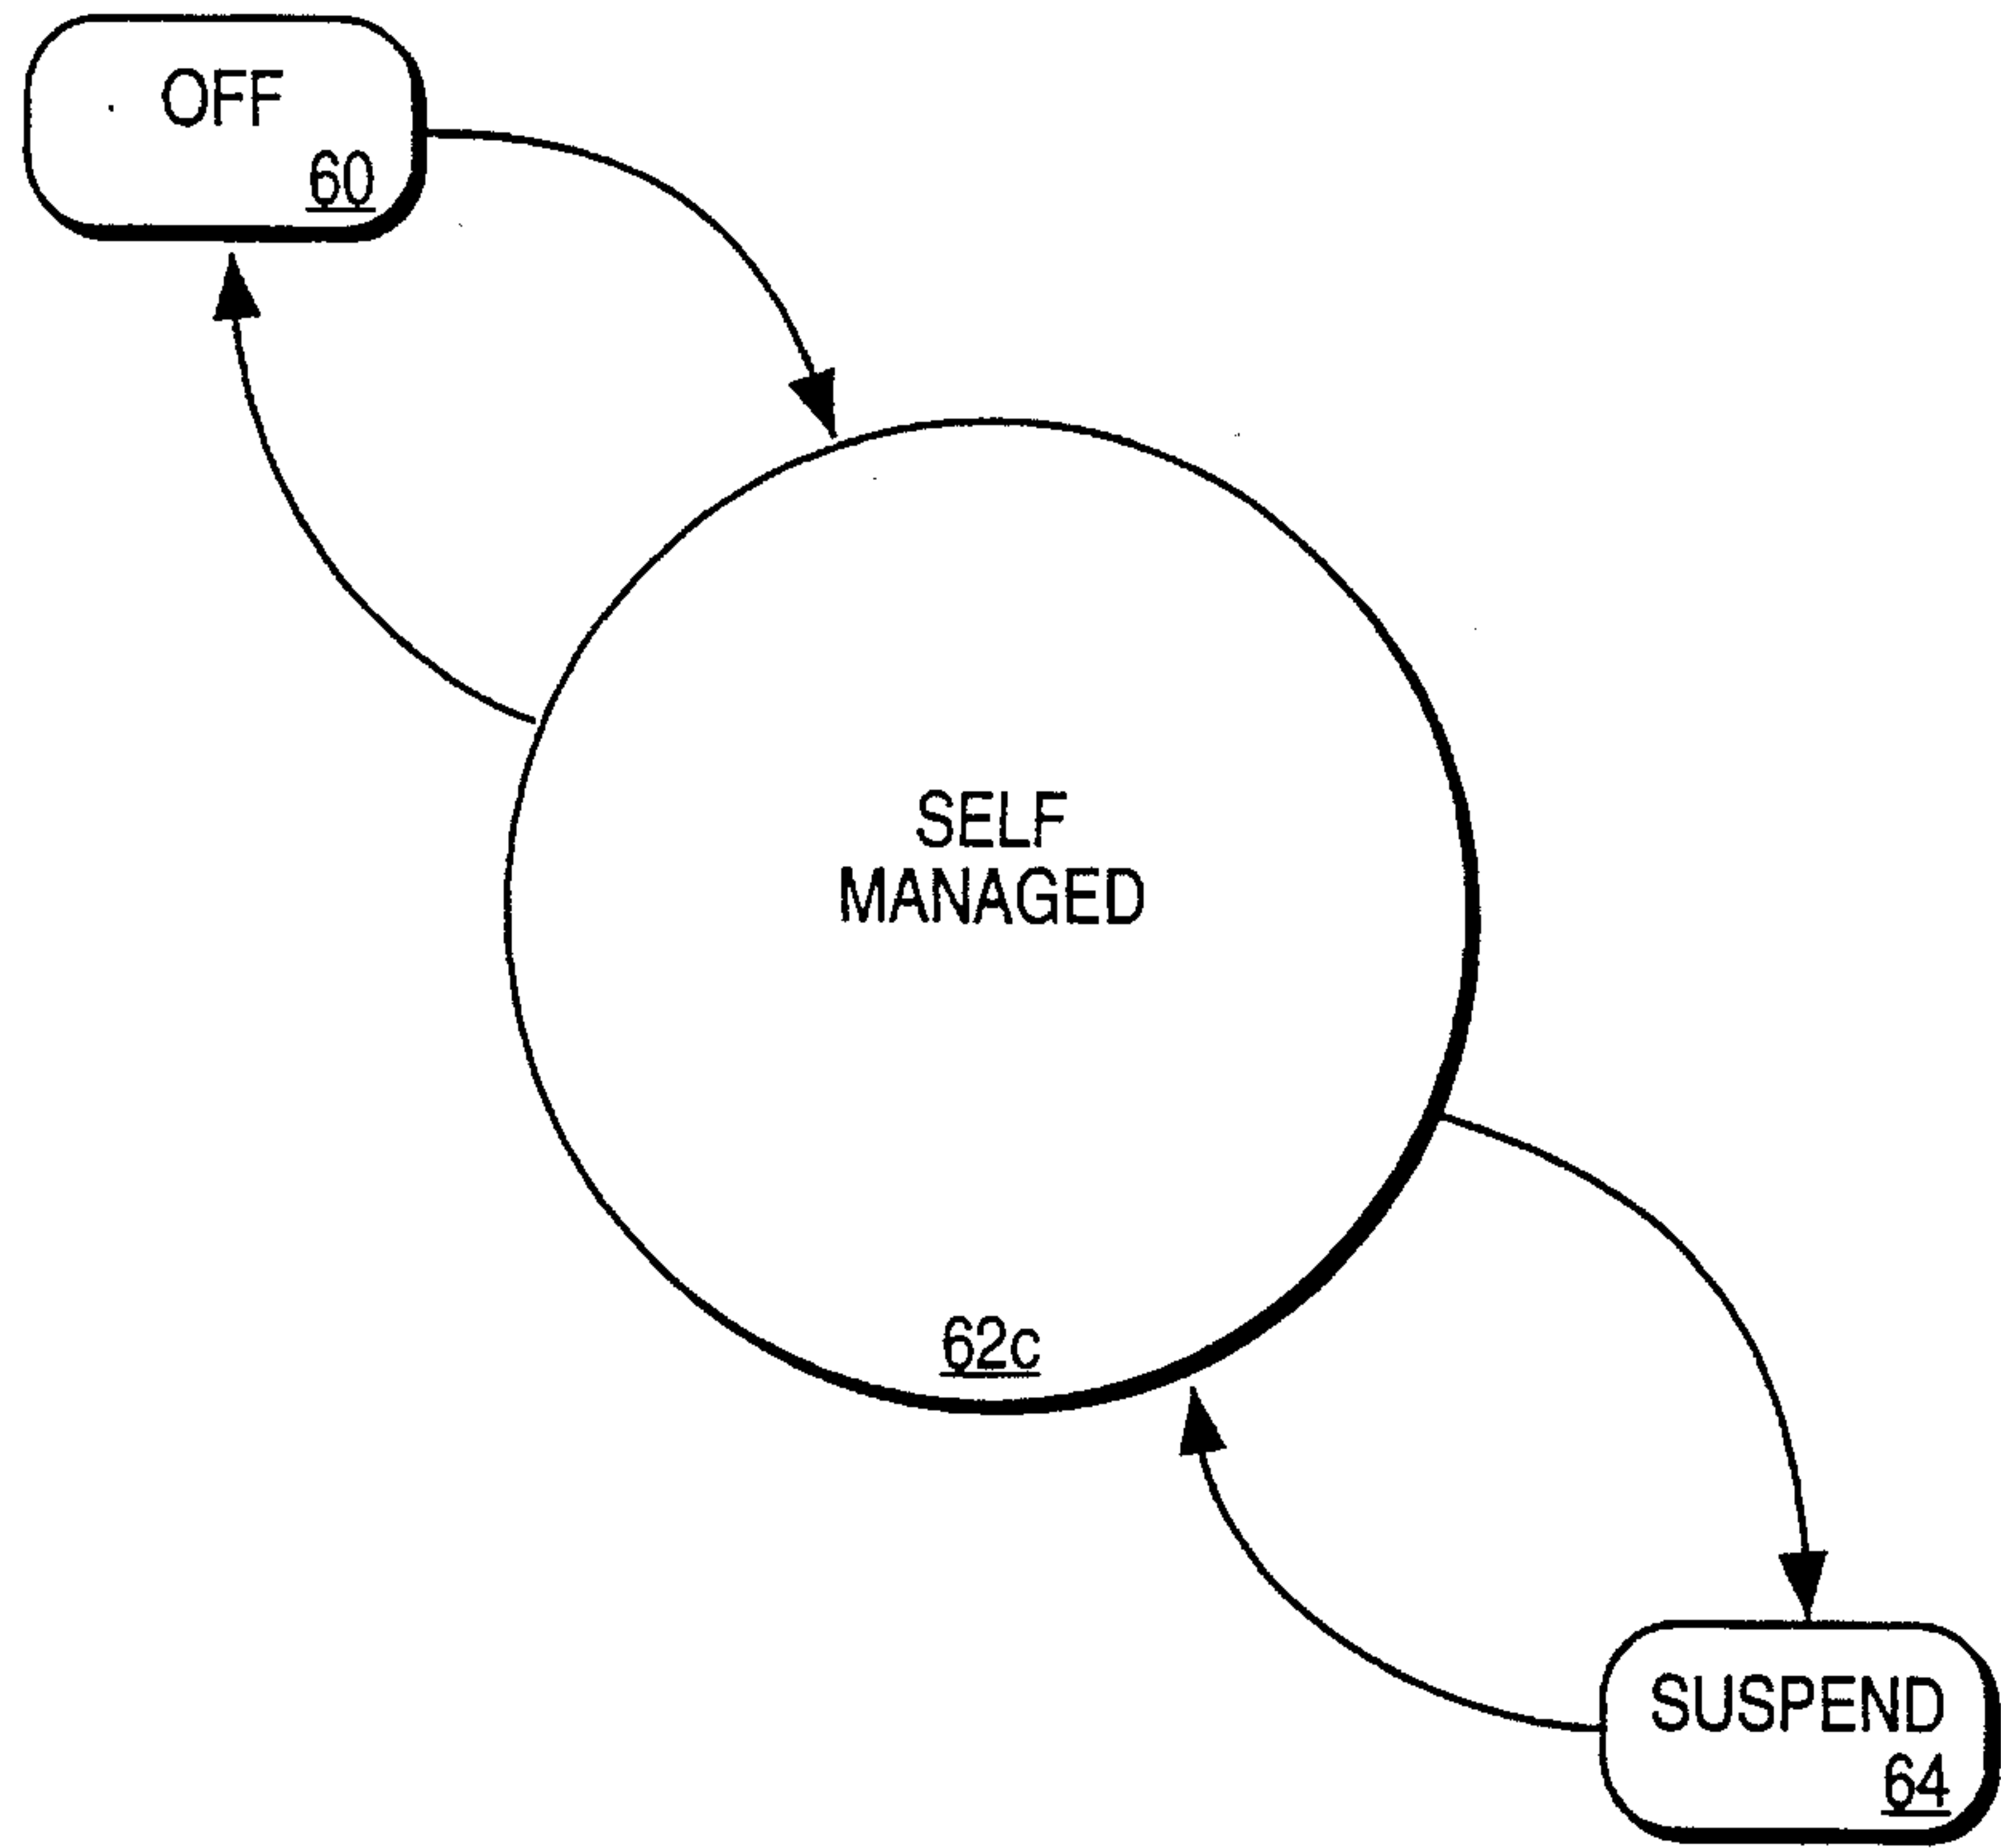 OFF
60
SELF
MANAGED
62c
SUSPEND
64